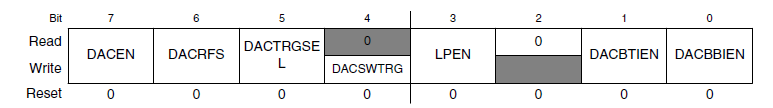 Bit 7 6 5 4 3 2 1 0
Read DACEN DACRFS DACTRGSE 0 LPEN 0 DACBTIEN DACBBIEN
L
Write DACSWTRG
Reset 0 0 0 0 0 0 0 0